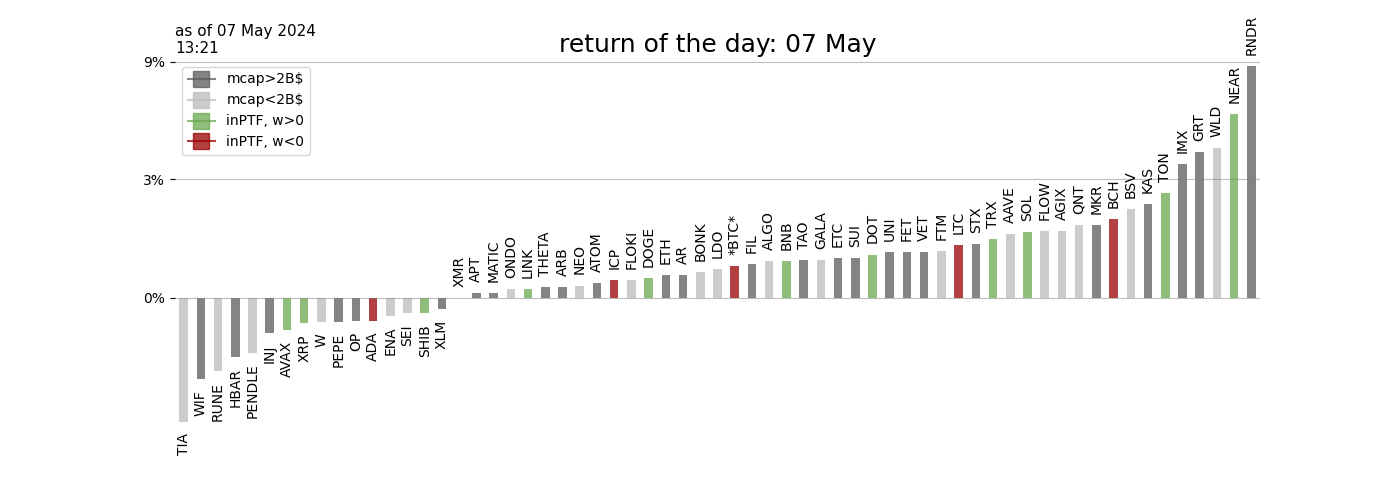 as of 07 May 2024
13:21
return of the day: 07 May
9%
3%
0%
mcap>2B$
mcap<2B$
inPTF, w>0
inPTF, w<0
TIA
WIF
RUNE
HBAR
PENDLE
INJ
AVAX
XRP
W
PEPE
OP
ADA
ENA
SEI
SHIB
XLM
XMR
APT
MATIC
ONDO
LINK
THETA
ARB
NEO
ATOM
ICP
FLOKI
DOGE
ETH
AR
BONK
LDO
*BTC*
FIL
ALGO
BNB
TAO
GALA
ETC
SUI
DOT
UNI
FET
VET
FTM
LTC
STX
TRX
AAVE
SOL
FLOW
AGIX
QNT
MKR
BCH
BSV
KAS
TON
IMX
GRT
WLD
NEAR
RNDR